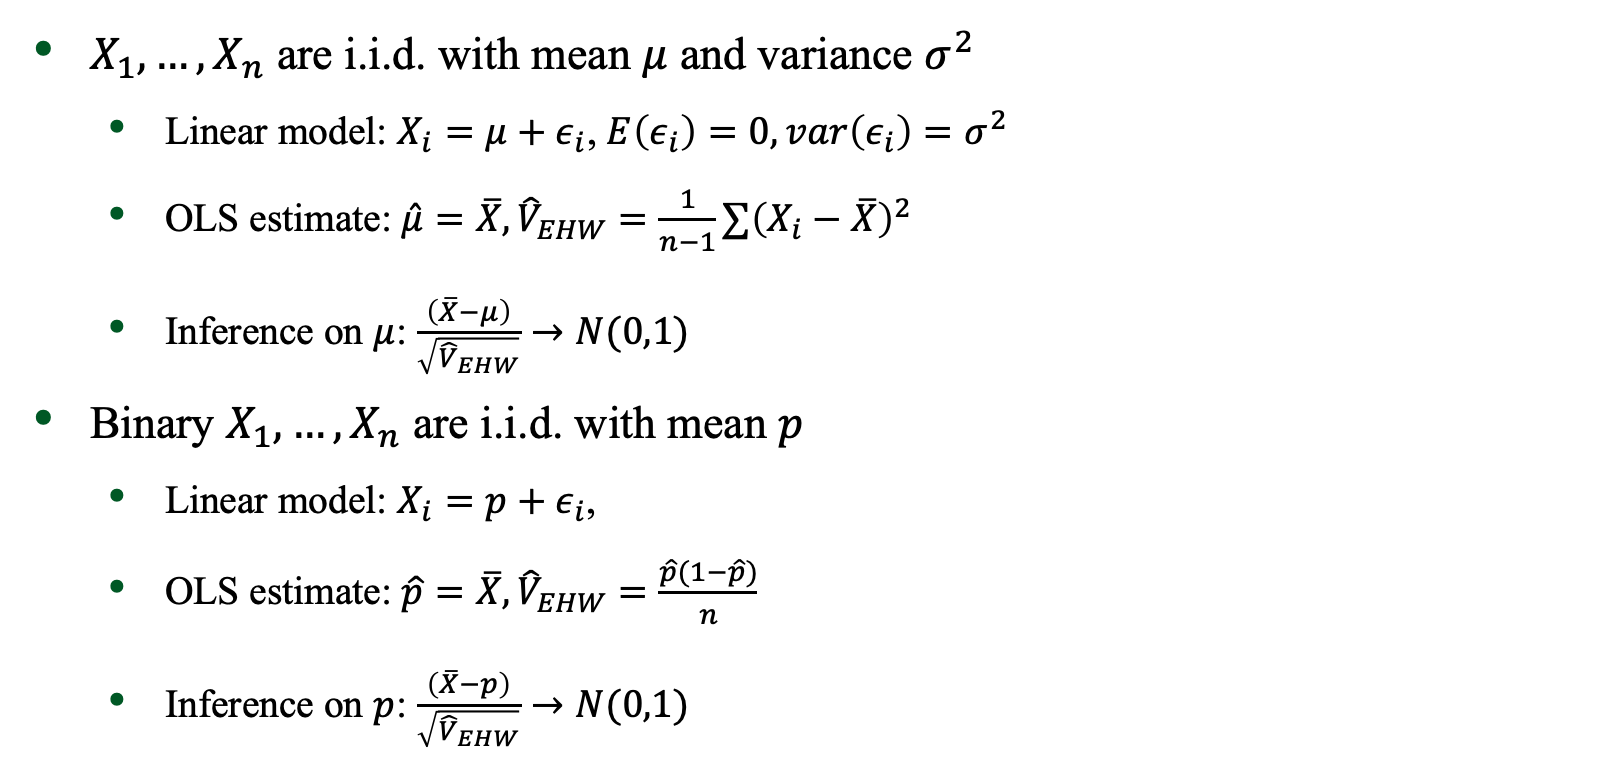 • X₁, … , Xₙ are i.i.d. with mean μ and variance σ²
• Linear model: Xᵢ = μ + ϵᵢ, E(ϵᵢ) = 0, var(ϵᵢ) = σ²
• OLS estimate: μ̂ = X̄, V̂_EHW = 1/(n−1) ∑(Xᵢ − X̄)²
• Inference on μ: (X̄−μ)/√V̂_EHW → N(0,1)
• Binary X₁, … , Xₙ are i.i.d. with mean p
• Linear model: Xᵢ = p + ϵᵢ,
• OLS estimate: p̂ = X̄, V̂_EHW = p̂(1−p̂)/n
• Inference on p: (X̄−p)/√V̂_EHW → N(0,1)